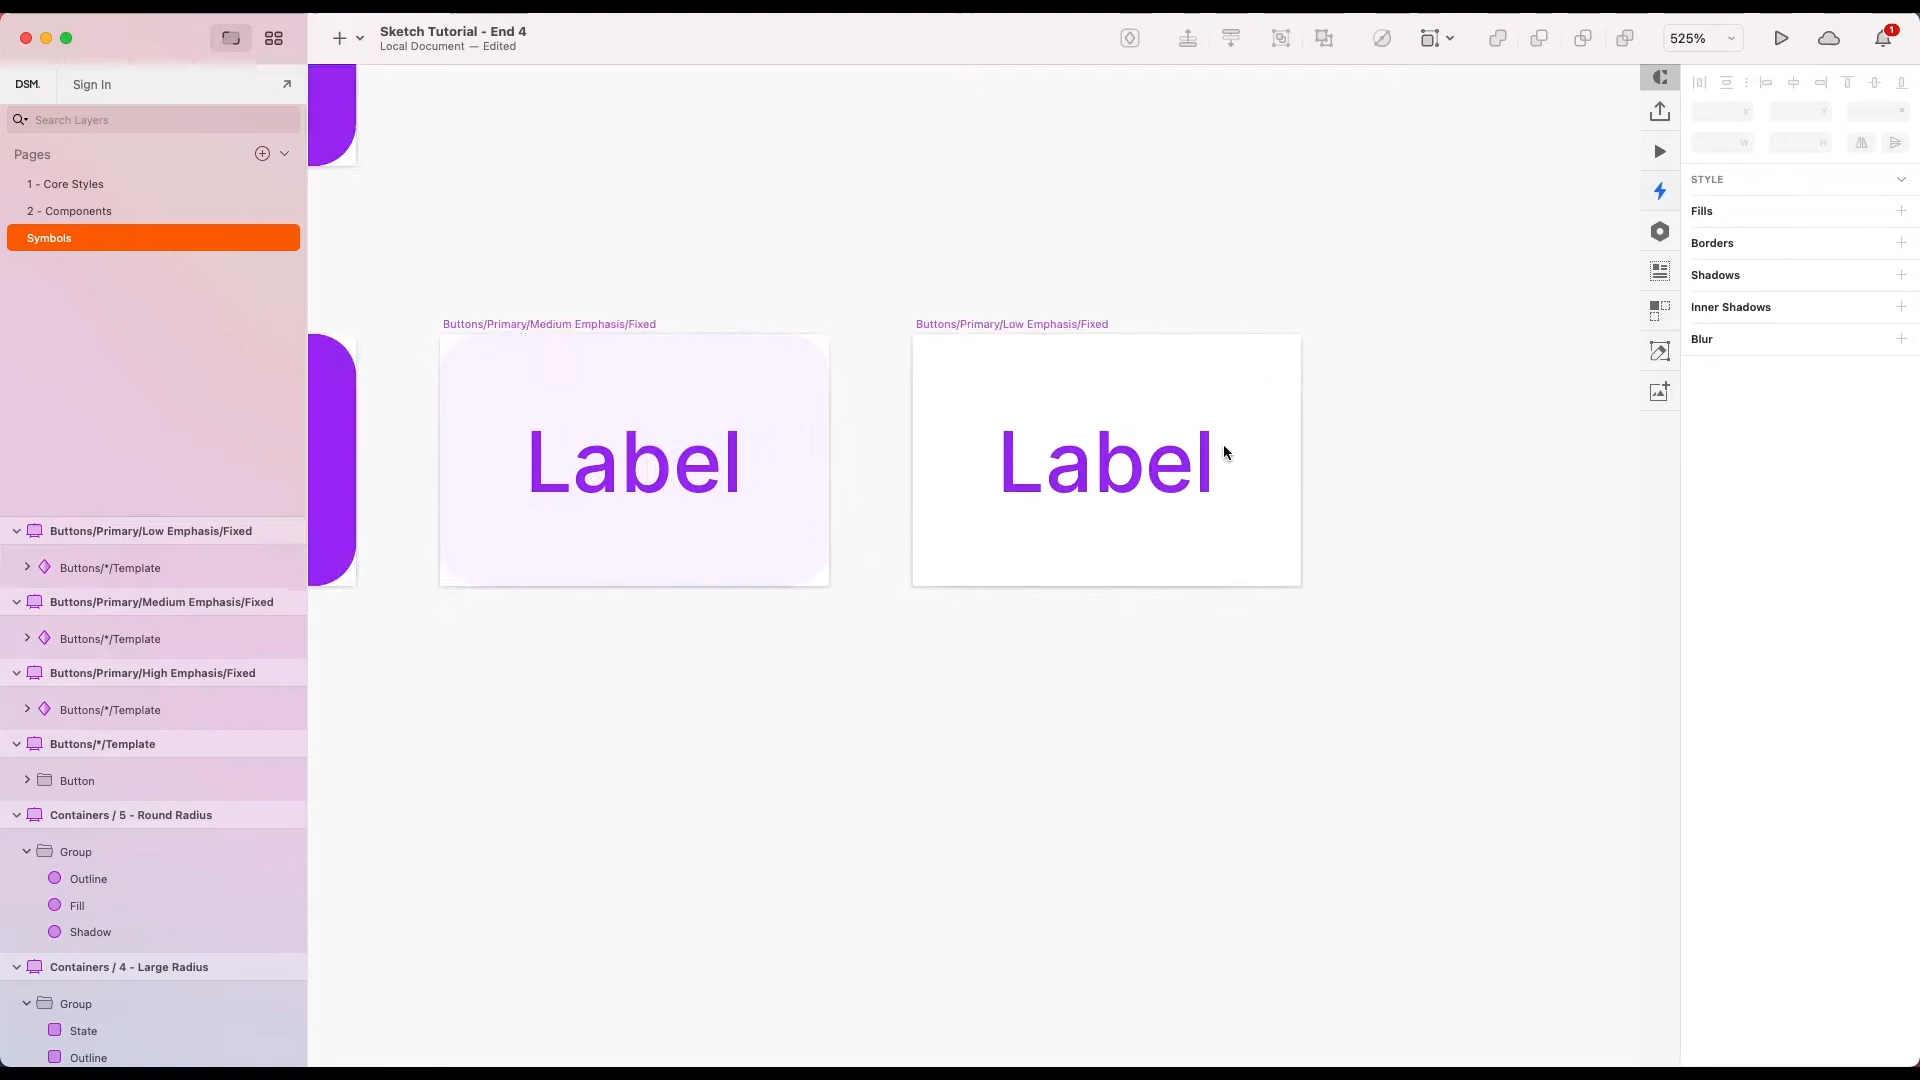 Sketch Tutorial - End 4
Local Document — Edited
525%
1
DSM.
Sign In
Search Layers
Pages
1 - Core Styles
2 - Components
Symbols
Buttons/Primary/Low Emphasis/Fixed
Buttons/*/Template
Buttons/Primary/Medium Emphasis/Fixed
Buttons/*/Template
Buttons/Primary/High Emphasis/Fixed
Buttons/*/Template
Buttons/*/Template
Button
Containers / 5 - Round Radius
Group
Outline
Fill
Shadow
Containers / 4 - Large Radius
Group
State
Outline
Buttons/Primary/Medium Emphasis/Fixed
Label
Buttons/Primary/Low Emphasis/Fixed
Label
X
Y
°
W
H
STYLE
Fills
Borders
Shadows
Inner Shadows
Blur